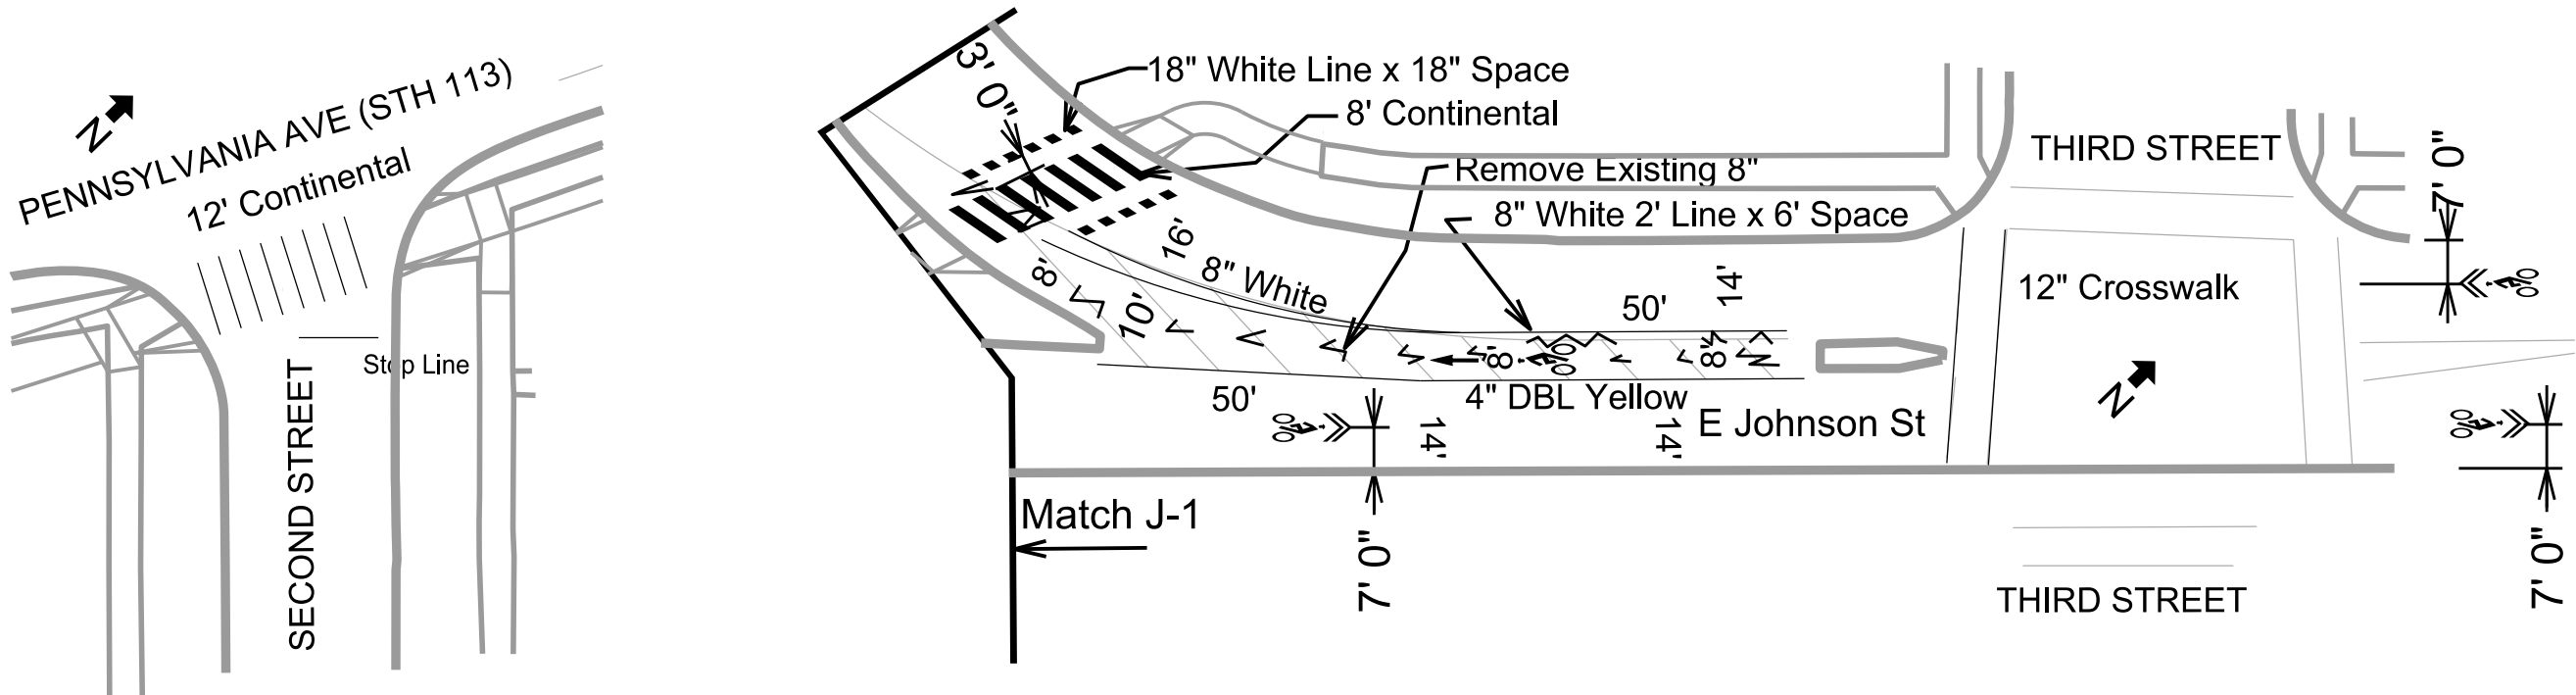 N
PENNSYLVANIA AVE (STH 113)
12' Continental
Stop Line
SECOND STREET
3' 0"
18" White Line x 18" Space
8' Continental
Remove Existing 8"
8" White 2' Line x 6' Space
16'
8'
10'
8" White
50'
14'
8'
8'
50'
4" DBL Yellow
14'
14'
E Johnson St
Match J-1
7' 0"
THIRD STREET
12" Crosswalk
N
7' 0"
THIRD STREET
7' 0"